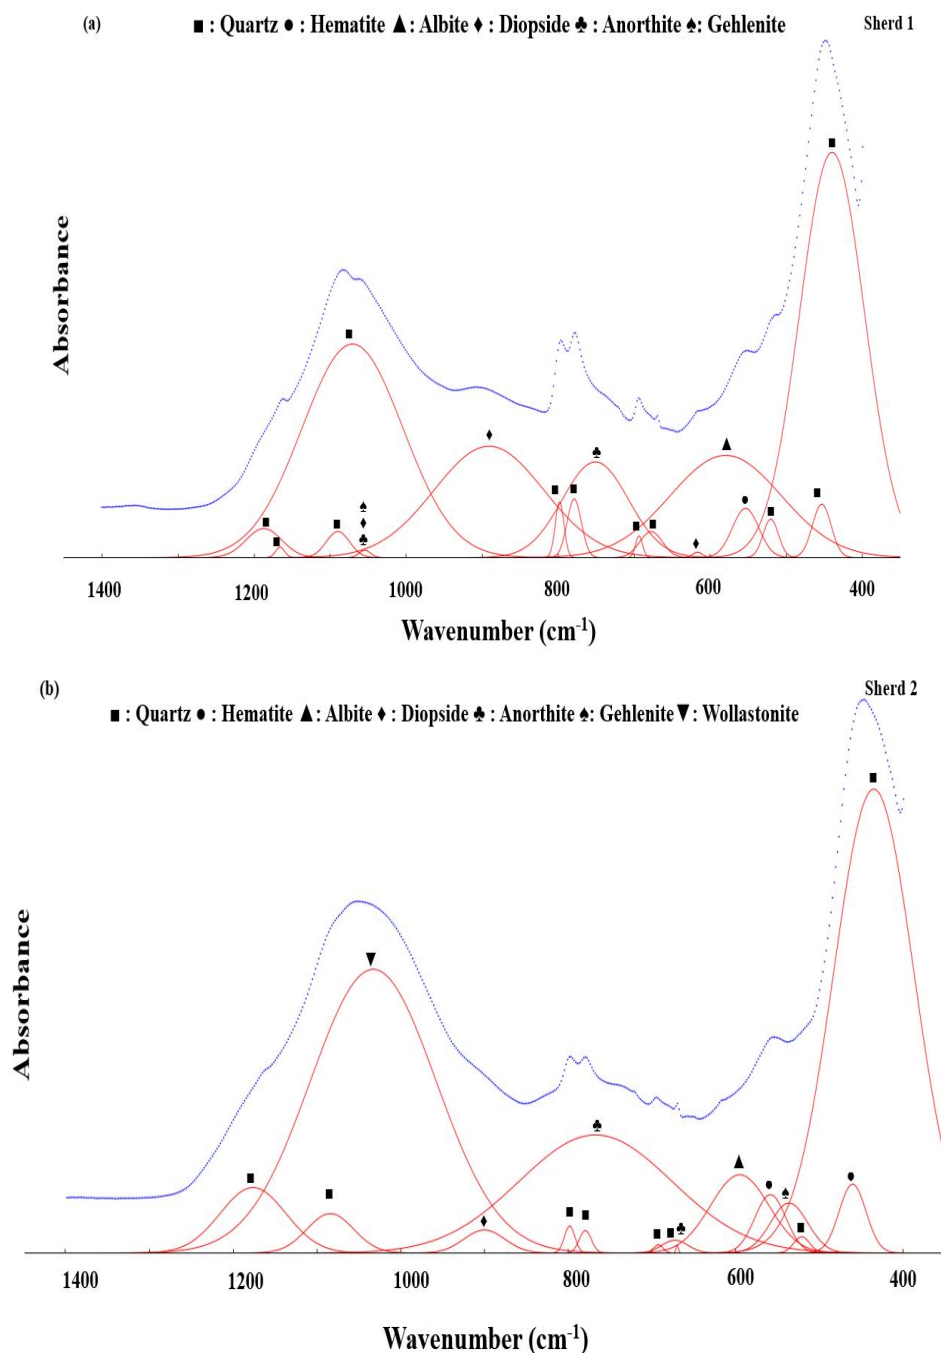 (a) ■ : Quartz ● : Hematite ▲ : Albite ♦ : Diopside ♣ : Anorthite ♠: Gehlenite Sherd 1
Absorbance
1400 1200 1000 800 600 400
Wavenumber (cm⁻¹)
(b) Sherd 2
■ : Quartz ● : Hematite ▲ : Albite ♦ : Diopside ♣ : Anorthite ♠: Gehlenite ▼: Wollastonite
Absorbance
1400 1200 1000 800 600 400
Wavenumber (cm⁻¹)